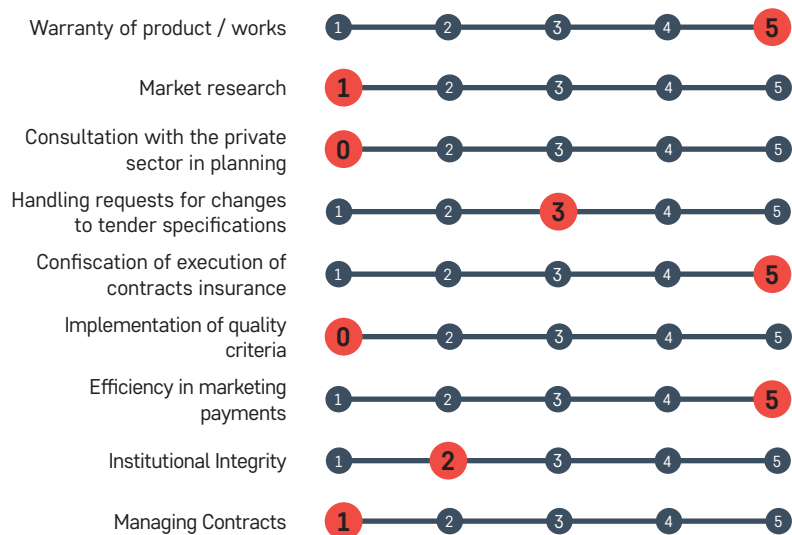 Warranty of product / works 1 2 3 4 5
Market research 1 2 3 4 5
Consultation with the private
sector in planning 0 2 3 4 5
Handling requests for changes
to tender specifications 1 2 3 4 5
Confiscation of execution of
contracts insurance 1 2 3 4 5
Implementation of quality
criteria 0 2 3 4 5
Efficiency in marketing
payments 1 2 3 4 5
Institutional Integrity 1 2 3 4 5
Managing Contracts 1 2 3 4 5